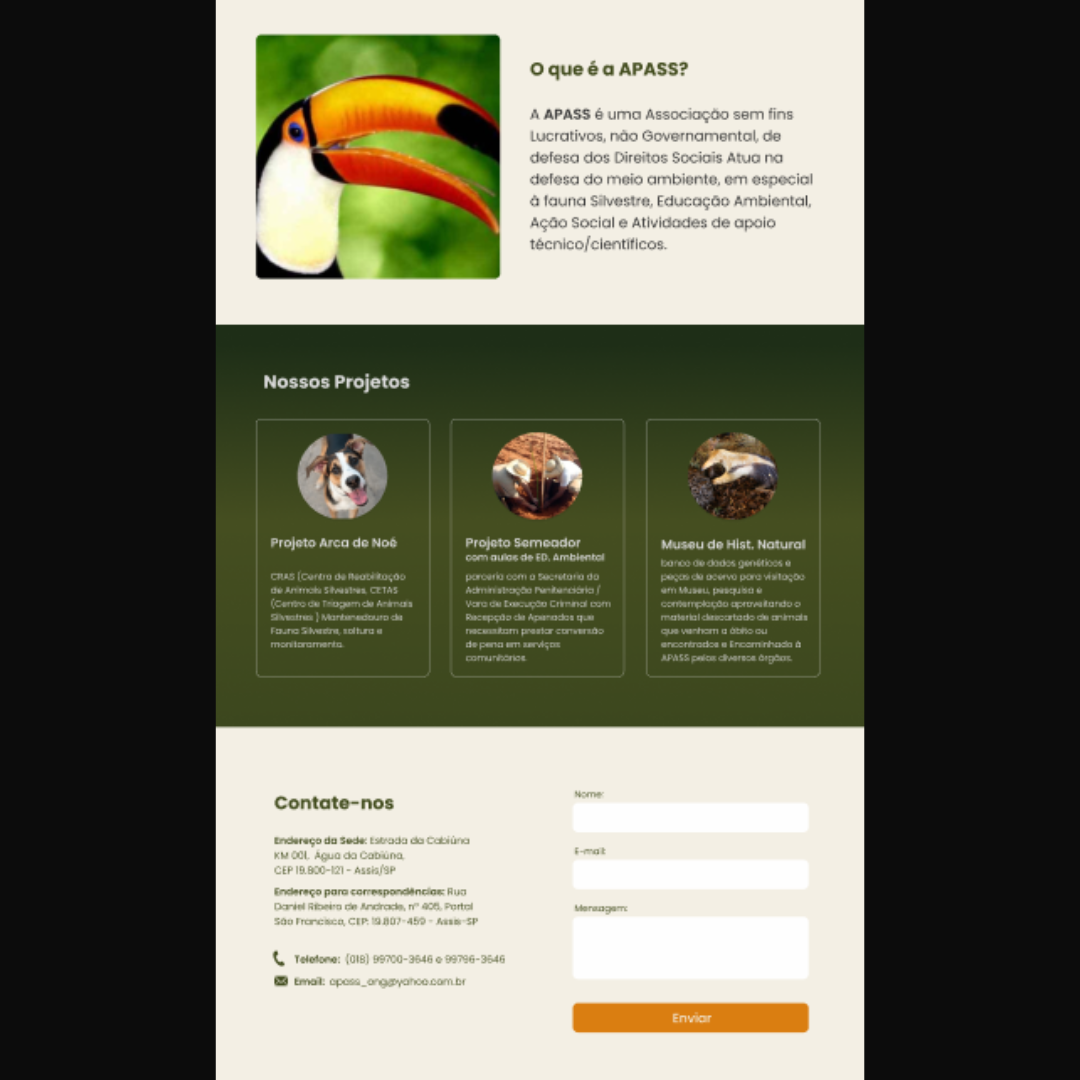 O que é a APASS?
A APASS é uma Associação sem fins
Lucrativos, não Governamental, de
defesa dos Direitos Sociais Atua na
defesa do meio ambiente, em especial
à fauna Silvestre, Educação Ambiental,
Ação Social e Atividades de apoio
técnico/científicos.
Nossos Projetos
Projeto Arca de Noé
CRAS (Centro de Reabilitação
de Animais Silvestres, CETAS
(Centro de Triagem de Animais
Silvestres ) Mantenedouro de
Fauna Silvestre, soltura e
monitoramento.
Projeto Semeador
com aulas de ED. Ambiental
parceria com a Secretaria da
Administração Penitenciária /
Vara de Execução Criminal com
Recepção de Apenados que
necessitam prestar conversão
de pena em serviços
comunitários.
Museu de Hist. Natural
banco de dados genéticos e
peças de acervo para visitação
em Museu, pesquisa e
contemplação aproveitando o
material descartado de animais
que venham a óbito ou
encontrados e Encaminhado à
APASS pelos diversos órgãos.
Contate-nos
Endereço da Sede: Estrada da Cabiúna
KM 001, Água da Cabiúna,
CEP 19.800-121 - Assis/SP
Endereço para correspondências: Rua
Daniel Ribeiro de Andrade, nº 405, Portal
São Francisco, CEP: 19.807-459 - Assis-SP
Telefone: (018) 99700-3646 e 99796-3646
Email: apass_ong@yahoo.com.br
Nome:
E-mail:
Mensagem:
Enviar